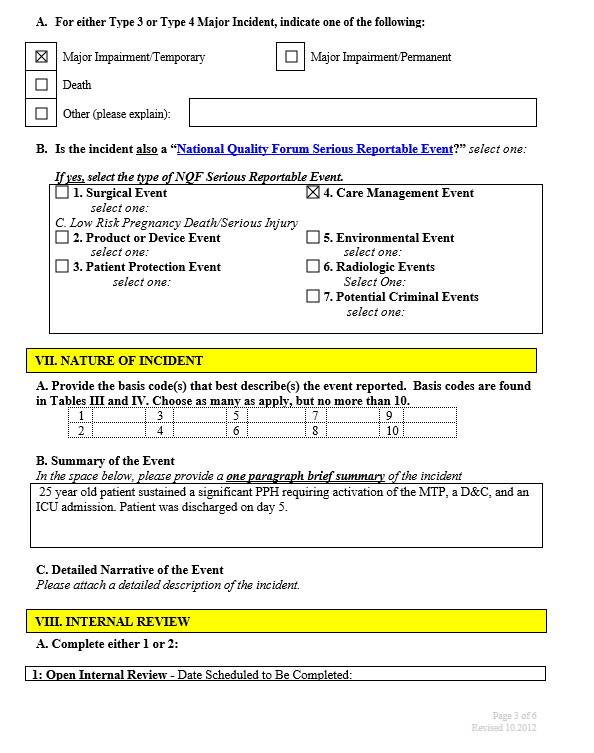 A. For either Type 3 or Type 4 Major Incident, indicate one of the following:
Major Impairment/Temporary
Major Impairment/Permanent
Death
Other (please explain):
B. Is the incident also a “National Quality Forum Serious Reportable Event?” select one:
If yes, select the type of NQF Serious Reportable Event.
1. Surgical Event
select one:
C. Low Risk Pregnancy Death/Serious Injury
2. Product or Device Event
select one:
3. Patient Protection Event
select one:
4. Care Management Event
5. Environmental Event
select one:
6. Radiologic Events
Select One:
7. Potential Criminal Events
select one:
VII. NATURE OF INCIDENT
A. Provide the basis code(s) that best describe(s) the event reported. Basis codes are found
in Tables III and IV. Choose as many as apply, but no more than 10.
1 3 5 7 9
2 4 6 8 10
B. Summary of the Event
In the space below, please provide a one paragraph brief summary of the incident
25 year old patient sustained a significant PPH requiring activation of the MTP, a D&C, and an
ICU admission. Patient was discharged on day 5.
C. Detailed Narrative of the Event
Please attach a detailed description of the incident.
VIII. INTERNAL REVIEW
A. Complete either 1 or 2:
1: Open Internal Review - Date Scheduled to Be Completed:
Page 3 of 6
Revised 10.2012